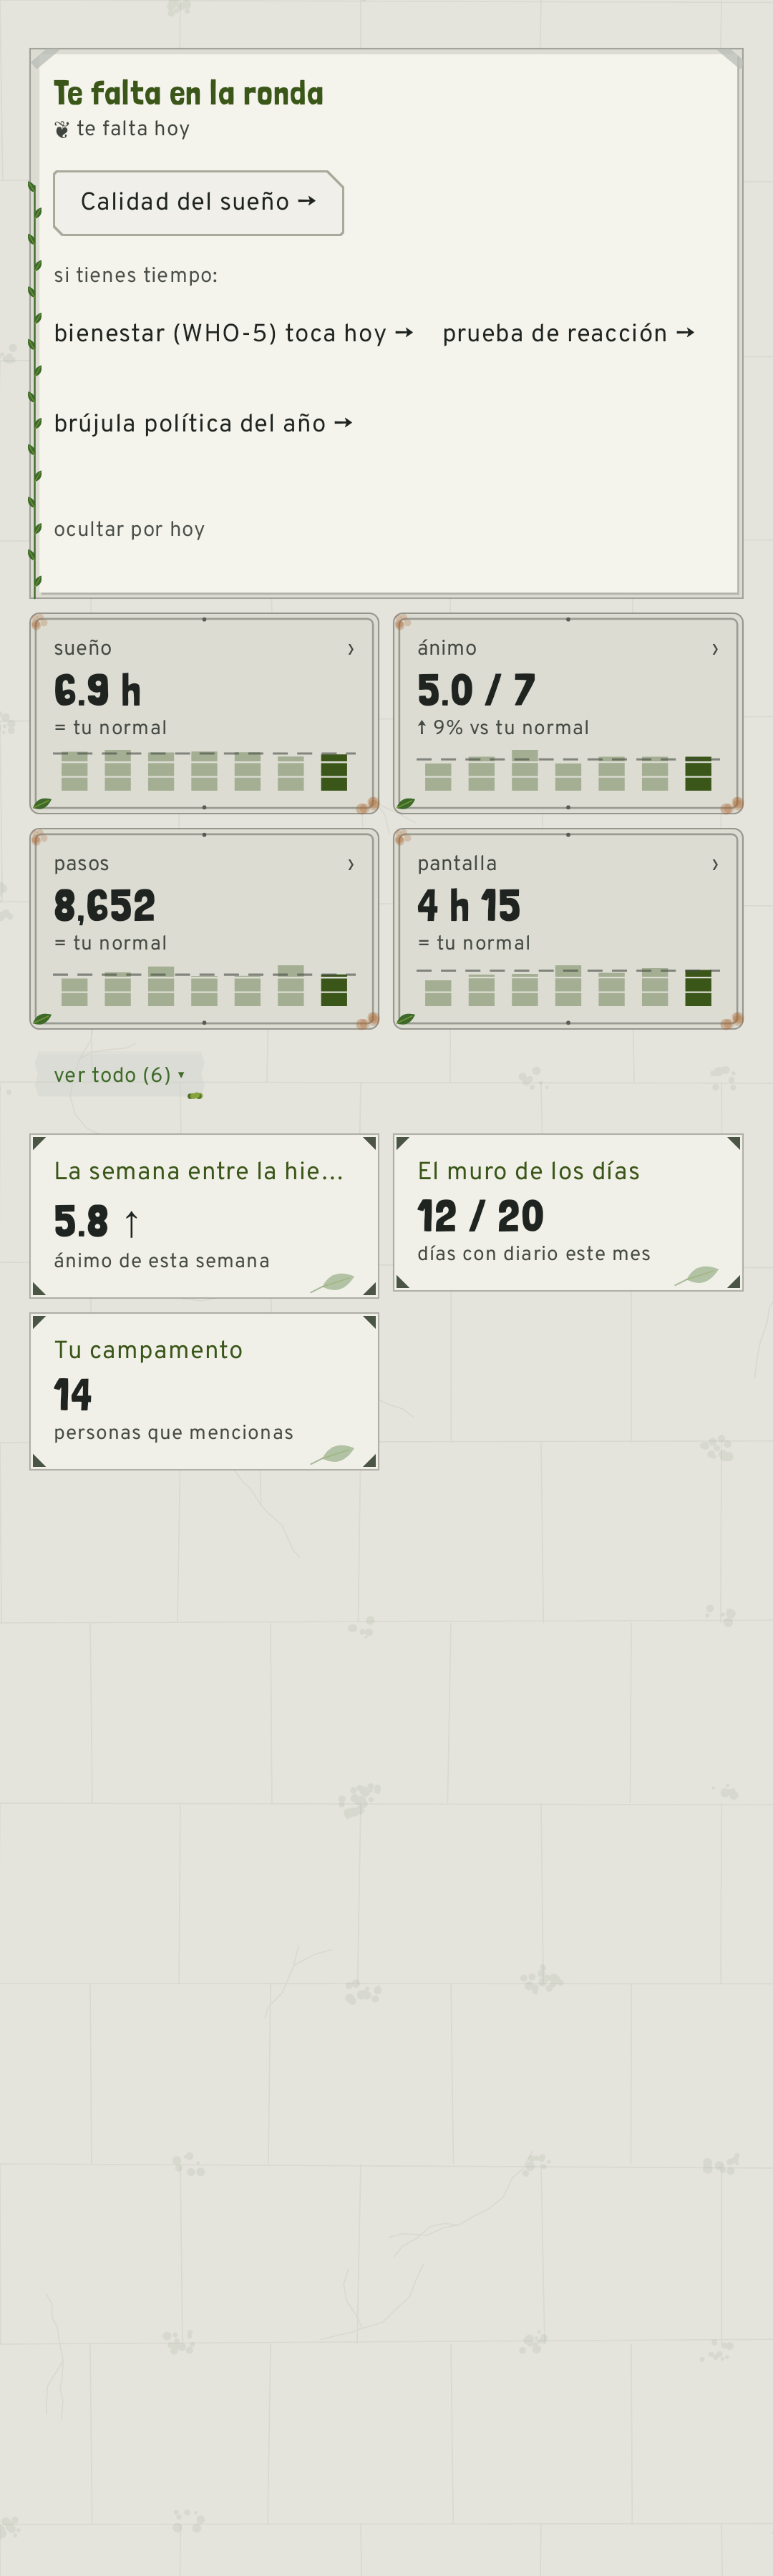 Te falta en la ronda
❦ te falta hoy
Calidad del sueño →
si tienes tiempo:
bienestar (WHO-5) toca hoy → prueba de reacción →
brújula política del año →
ocultar por hoy
sueño ›
6.9 h
= tu normal
ánimo ›
5.0 / 7
↑ 9% vs tu normal
pasos ›
8,652
= tu normal
pantalla ›
4 h 15
= tu normal
ver todo (6) ▾
La semana entre la hie...
5.8 ↑
ánimo de esta semana
El muro de los días
12 / 20
días con diario este mes
Tu campamento
14
personas que mencionas